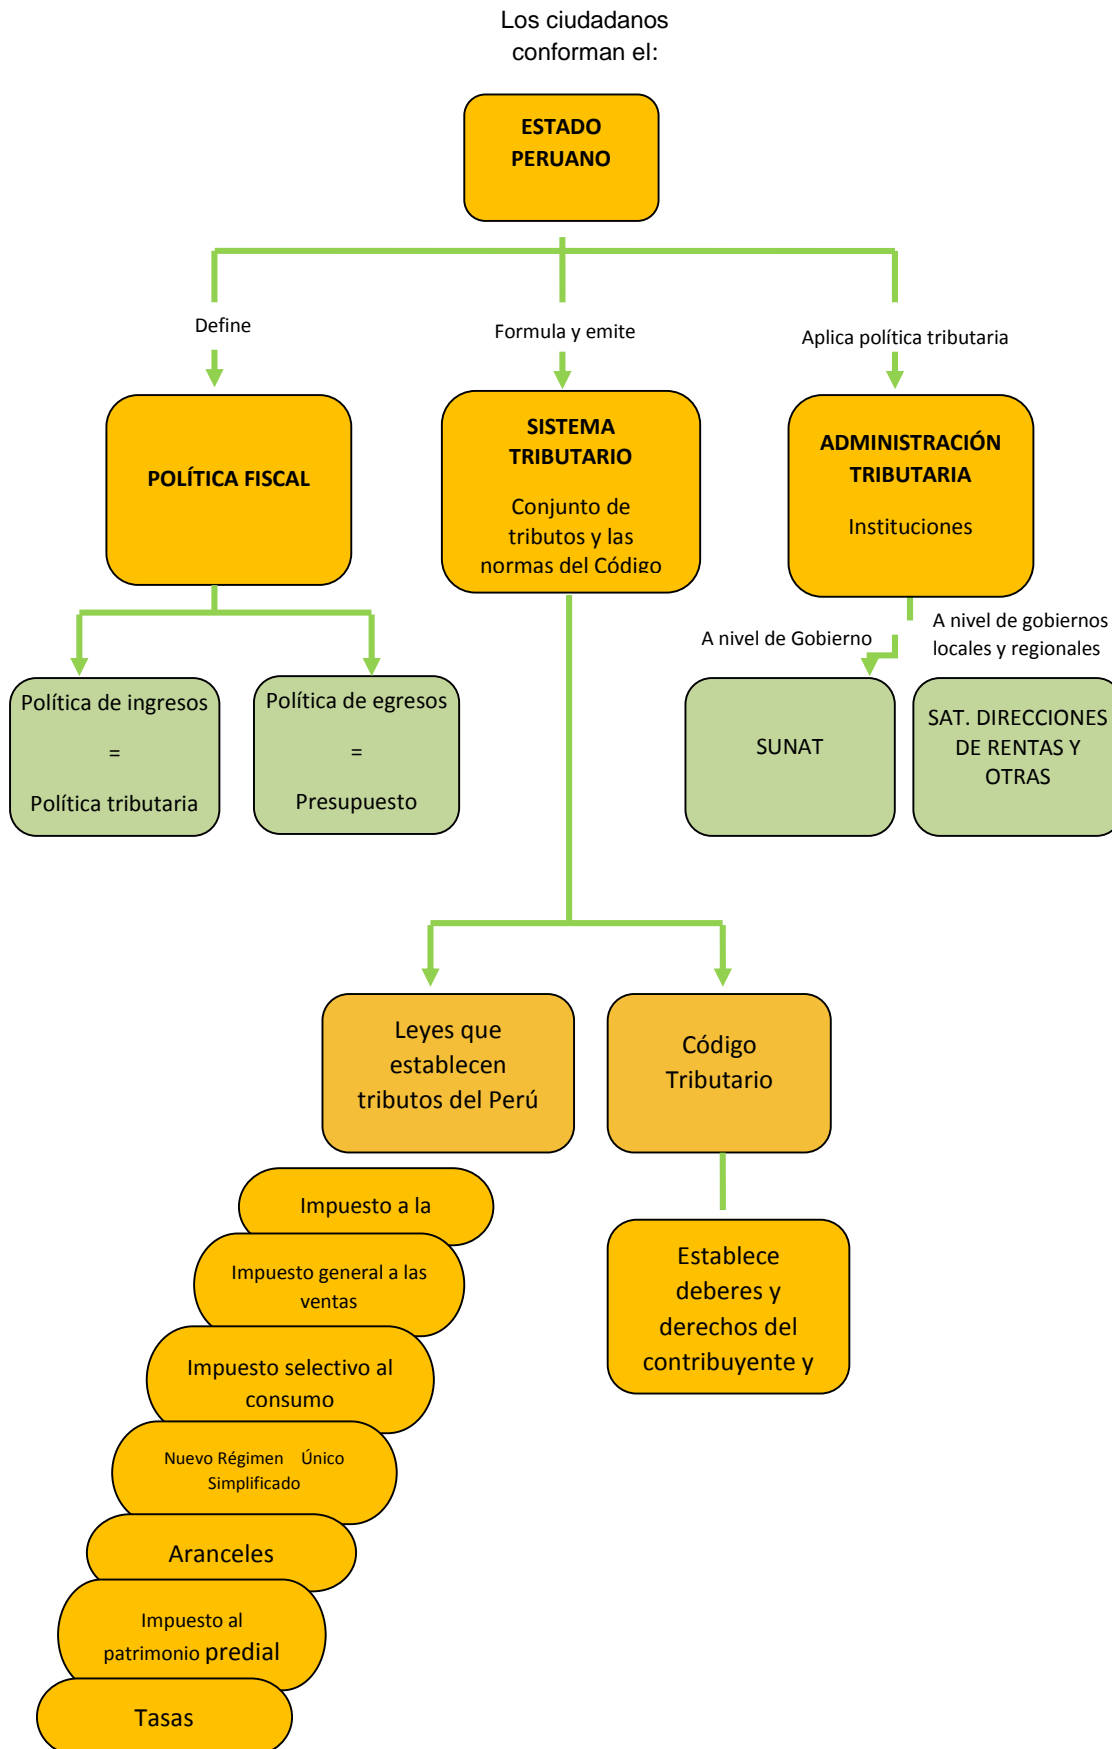 Los ciudadanos
conforman el:
ESTADO
PERUANO
Define
Formula y emite
Aplica política tributaria
POLÍTICA FISCAL
SISTEMA
TRIBUTARIO
Conjunto de
tributos y las
normas del Código
ADMINISTRACIÓN
TRIBUTARIA
Instituciones
A nivel de Gobierno
A nivel de gobiernos
locales y regionales
Política de ingresos
=
Política tributaria
Política de egresos
=
Presupuesto
SUNAT
SAT. DIRECCIONES
DE RENTAS Y
OTRAS
Leyes que
establecen
tributos del Perú
Código
Tributario
Impuesto a la
Impuesto general a las
ventas
Impuesto selectivo al
consumo
Nuevo Régimen Único
Simplificado
Aranceles
Impuesto al
patrimonio predial
Tasas
Establece
deberes y
derechos del
contribuyente y